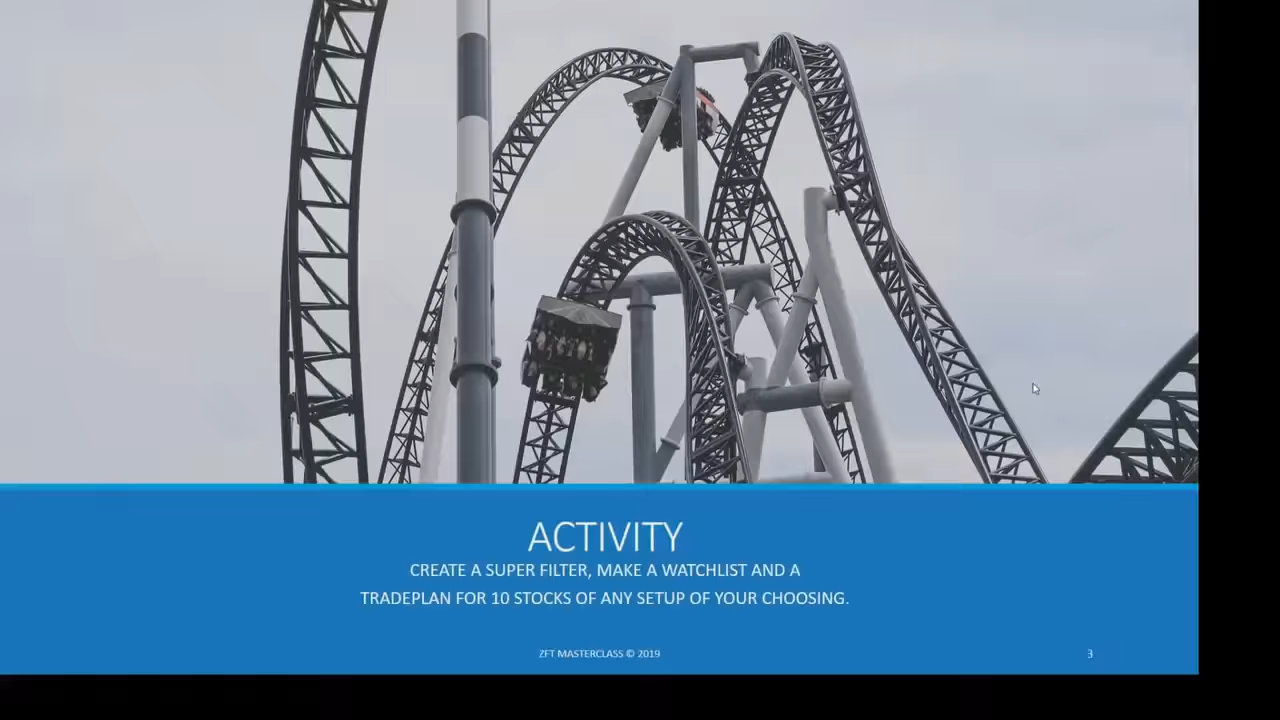 ACTIVITY
CREATE A SUPER FILTER, MAKE A WATCHLIST AND A
TRADEPLAN FOR 10 STOCKS OF ANY SETUP OF YOUR CHOOSING.
ZFT MASTERCLASS © 2019
3